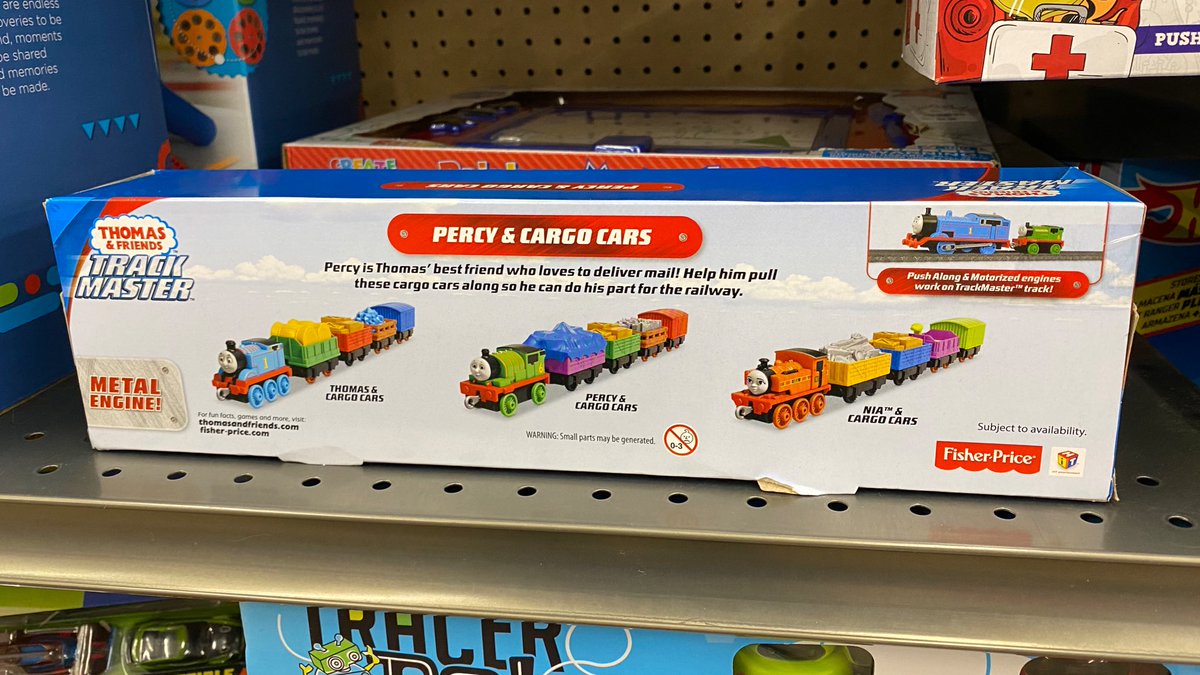 are endless
overies to be
nd, moments
be shared
d memories
be made.
PUSH
CREATE
PERCY & CARGO CARS
THOMAS
& FRIENDS
TRACK
MASTER
PERCY & CARGO CARS
Percy is Thomas' best friend who loves to deliver mail! Help him pull
these cargo cars along so he can do his part for the railway.
Push Along & Motorized engines
work on TrackMaster™ track!
METAL
ENGINE!
THOMAS &
CARGO CARS
PERCY &
CARGO CARS
NIA™ &
CARGO CARS
For fun facts, games and more, visit:
thomasandfriends.com
fisher-price.com
WARNING: Small parts may be generated.
0-3
Subject to availability.
Fisher-Price
HiT
TRACER